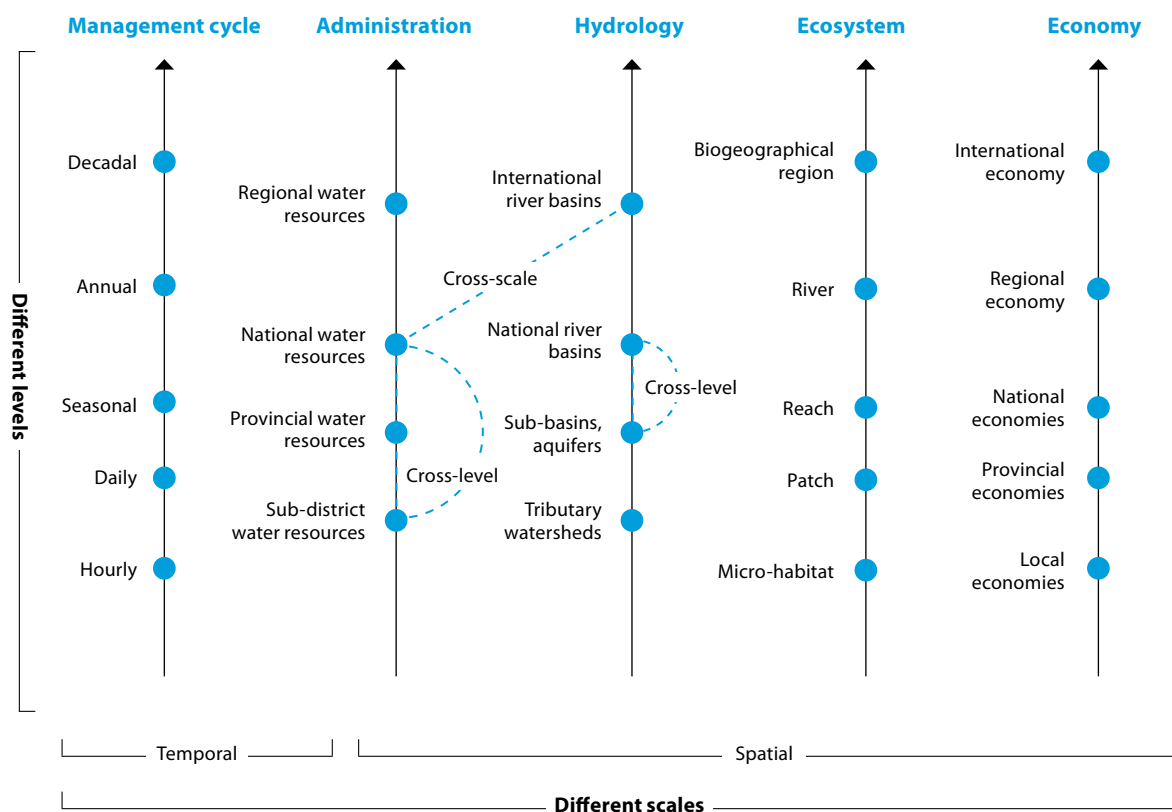 Management cycle
Administration
Hydrology
Ecosystem
Economy
Different levels
Decadal
Annual
Seasonal
Daily
Hourly
Regional water
resources
National water
resources
Provincial water
resources
Sub-district
water resources
Cross-scale
Cross-level
International
river basins
National river
basins
Sub-basins,
aquifers
Tributary
watersheds
Cross-level
Biogeographical
region
River
Reach
Patch
Micro-habitat
International
economy
Regional
economy
National
economies
Provincial
economies
Local
economies
Temporal
Spatial
Different scales